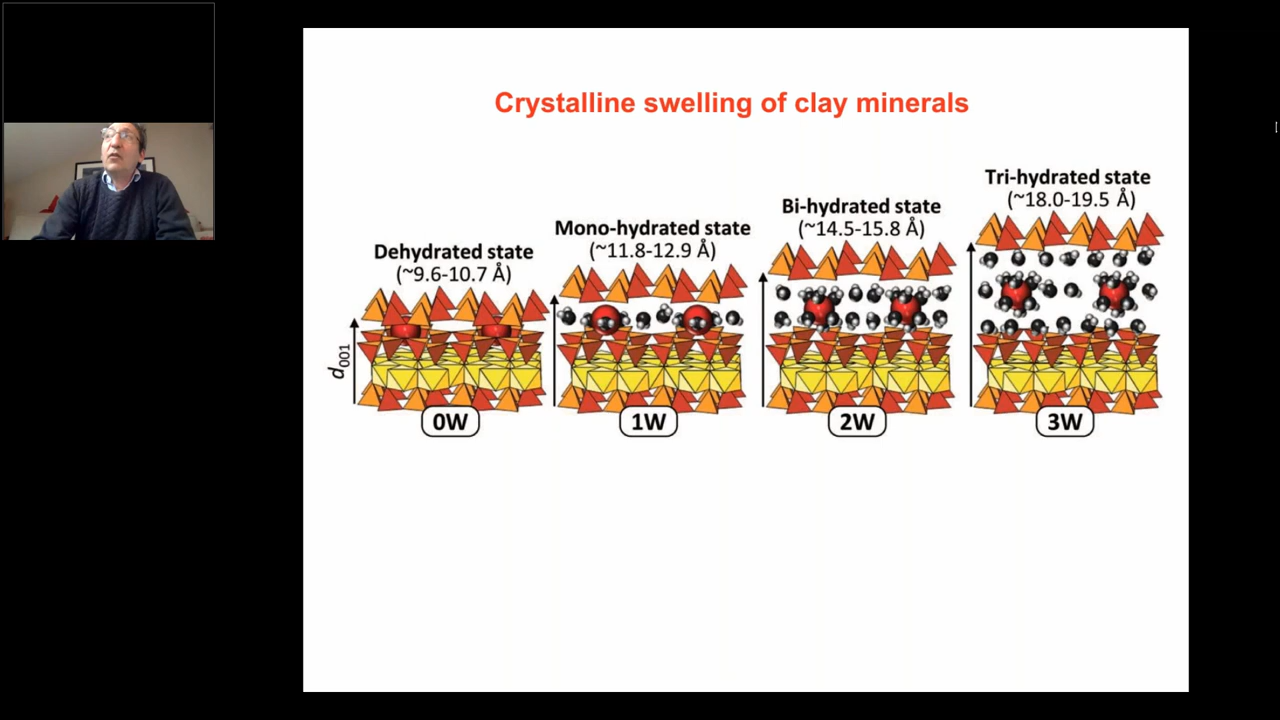 Crystalline swelling of clay minerals
Dehydrated state
(~9.6-10.7 Å)
Mono-hydrated state
(~11.8-12.9 Å)
Bi-hydrated state
(~14.5-15.8 Å)
Tri-hydrated state
(~18.0-19.5 Å)
d001
0W
1W
2W
3W